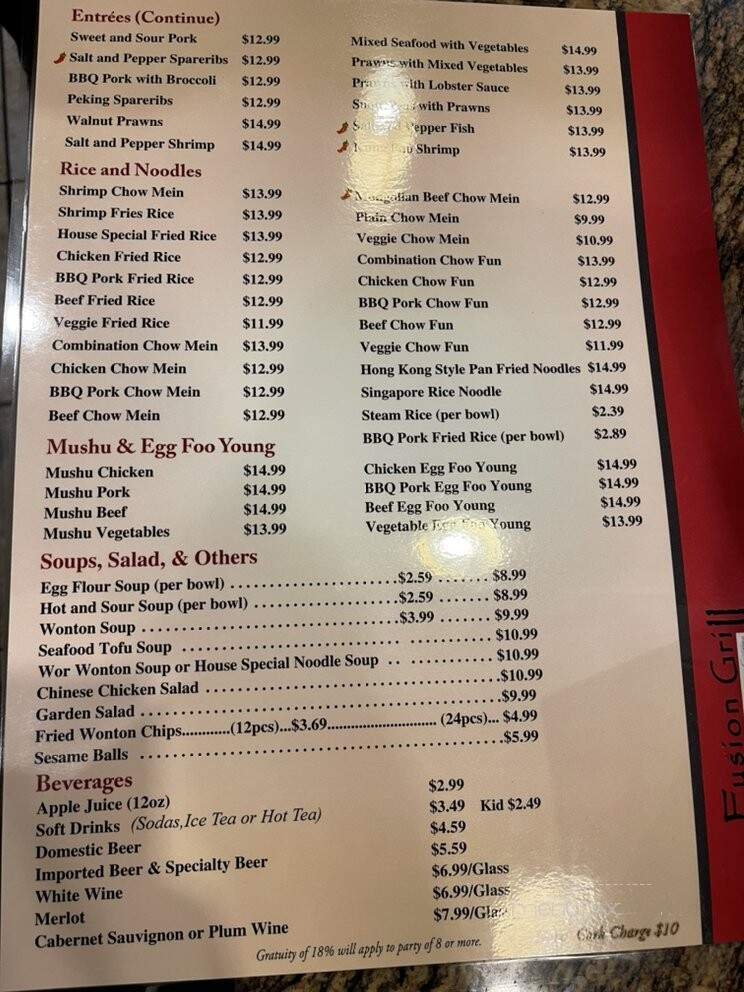 Entrées (Continue)
Sweet and Sour Pork $12.99
Salt and Pepper Spareribs $12.99
BBQ Pork with Broccoli $12.99
Peking Spareribs $12.99
Walnut Prawns $14.99
Salt and Pepper Shrimp $14.99
Mixed Seafood with Vegetables $14.99
Prawns with Mixed Vegetables $13.99
Prawns with Lobster Sauce $13.99
with Prawns $13.99
Salt and Pepper Fish $13.99
Shrimp $13.99
Rice and Noodles
Shrimp Chow Mein $13.99
Shrimp Fries Rice $13.99
House Special Fried Rice $13.99
Chicken Fried Rice $12.99
BBQ Pork Fried Rice $12.99
Beef Fried Rice $12.99
Veggie Fried Rice $11.99
Combination Chow Mein $13.99
Chicken Chow Mein $12.99
BBQ Pork Chow Mein $12.99
Beef Chow Mein $12.99
Mongolian Beef Chow Mein $12.99
Plain Chow Mein $9.99
Veggie Chow Mein $10.99
Combination Chow Fun $13.99
Chicken Chow Fun $12.99
BBQ Pork Chow Fun $12.99
Beef Chow Fun $12.99
Veggie Chow Fun $11.99
Hong Kong Style Pan Fried Noodles $14.99
Singapore Rice Noodle $14.99
Steam Rice (per bowl) $2.39
BBQ Pork Fried Rice (per bowl) $2.89
Mushu & Egg Foo Young
Mushu Chicken $14.99
Mushu Pork $14.99
Mushu Beef $14.99
Mushu Vegetables $13.99
Chicken Egg Foo Young $14.99
BBQ Pork Egg Foo Young $14.99
Beef Egg Foo Young $14.99
Vegetable Egg Foo Young $13.99
Soups, Salad, & Others
Egg Flour Soup (per bowl) $2.59 $8.99
Hot and Sour Soup (per bowl) $2.59 $8.99
Wonton Soup $3.99 $9.99
Seafood Tofu Soup $10.99
Wor Wonton Soup or House Special Noodle Soup $10.99
Chinese Chicken Salad $10.99
Garden Salad $9.99
Fried Wonton Chips (12pcs)...$3.69 (24pcs)... $4.99
Sesame Balls $5.99
Beverages
Apple Juice (12oz) $2.99
Soft Drinks (Sodas,Ice Tea or Hot Tea) $3.49 Kid $2.49
Domestic Beer $4.59
Imported Beer & Specialty Beer $5.59
White Wine $6.99/Glass
Merlot $6.99/Glass
Cabernet Sauvignon or Plum Wine $7.99/Glass
Cork Charge $10
Gratuity of 18% will apply to party of 8 or more.
Fusion Grill